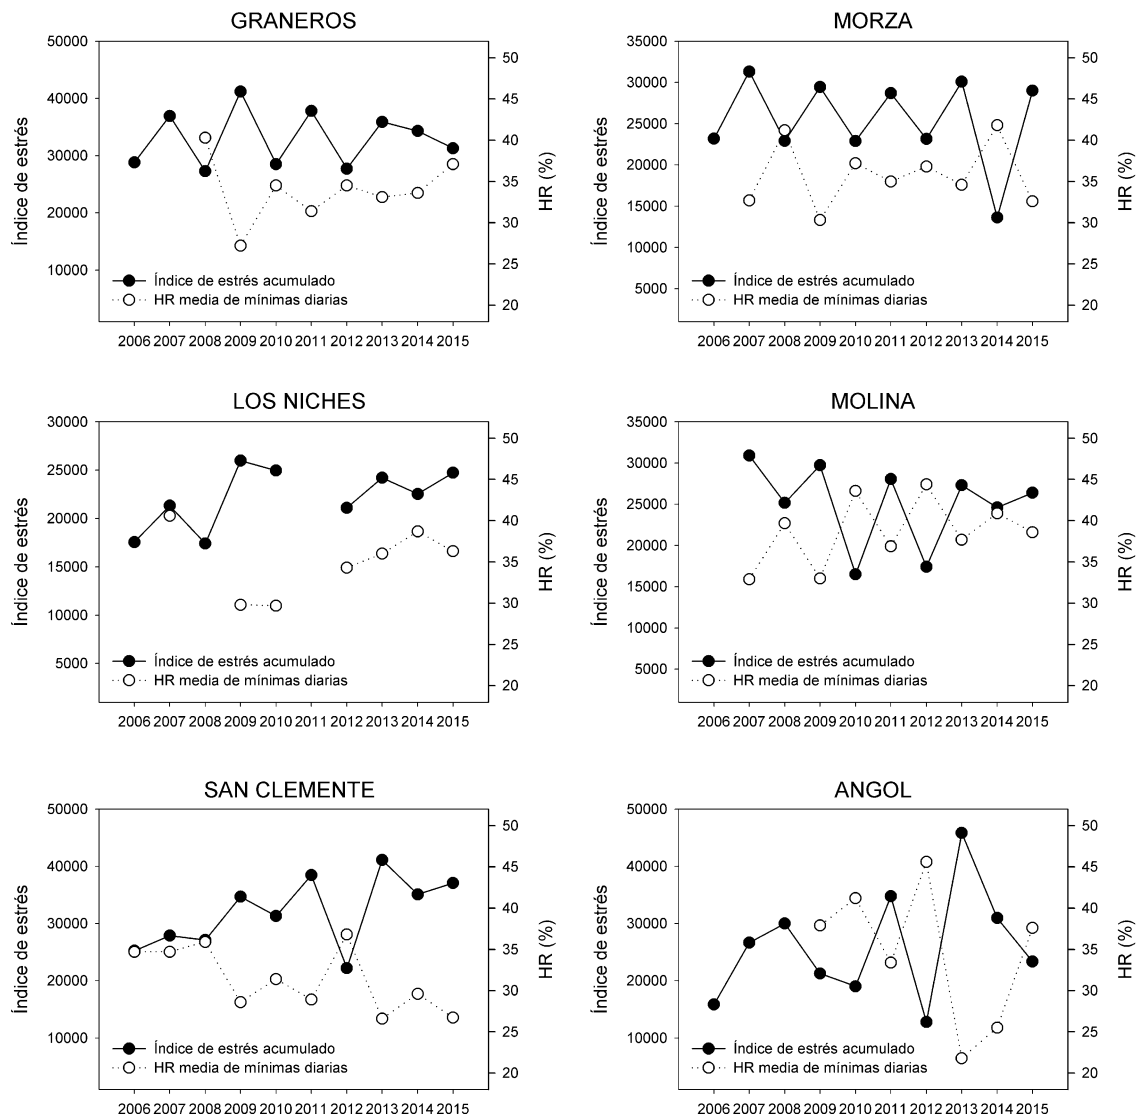 GRANEROS
50000
40000
30000
20000
10000
Índice de estrés
50
45
40
35
30
25
20
HR (%)
Índice de estrés acumulado
HR media de mínimas diarias
2006 2007 2008 2009 2010 2011 2012 2013 2014 2015
MORZA
35000
30000
25000
20000
15000
10000
5000
Índice de estrés
50
45
40
35
30
25
20
HR (%)
Índice de estrés acumulado
HR media de mínimas diarias
2006 2007 2008 2009 2010 2011 2012 2013 2014 2015
LOS NICHES
30000
25000
20000
15000
10000
5000
Índice de estrés
50
45
40
35
30
25
20
HR (%)
Índice de estrés acumulado
HR media de mínimas diarias
2006 2007 2008 2009 2010 2011 2012 2013 2014 2015
MOLINA
35000
30000
25000
20000
15000
10000
5000
Índice de estrés
50
45
40
35
30
25
20
HR (%)
Índice de estrés acumulado
HR media de mínimas diarias
2006 2007 2008 2009 2010 2011 2012 2013 2014 2015
SAN CLEMENTE
50000
40000
30000
20000
10000
Índice de estrés
50
45
40
35
30
25
20
HR (%)
Índice de estrés acumulado
HR media de mínimas diarias
2006 2007 2008 2009 2010 2011 2012 2013 2014 2015
ANGOL
50000
40000
30000
20000
10000
Índice de estrés
50
45
40
35
30
25
20
HR (%)
Índice de estrés acumulado
HR media de mínimas diarias
2006 2007 2008 2009 2010 2011 2012 2013 2014 2015